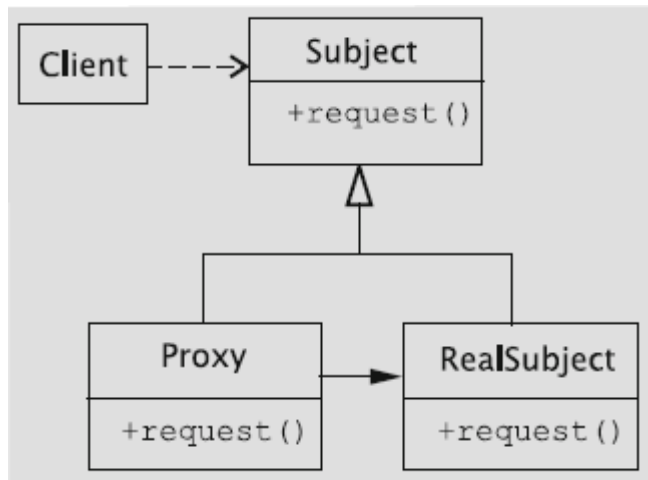 Client
Subject
+request()
Proxy
RealSubject
+request()
+request()